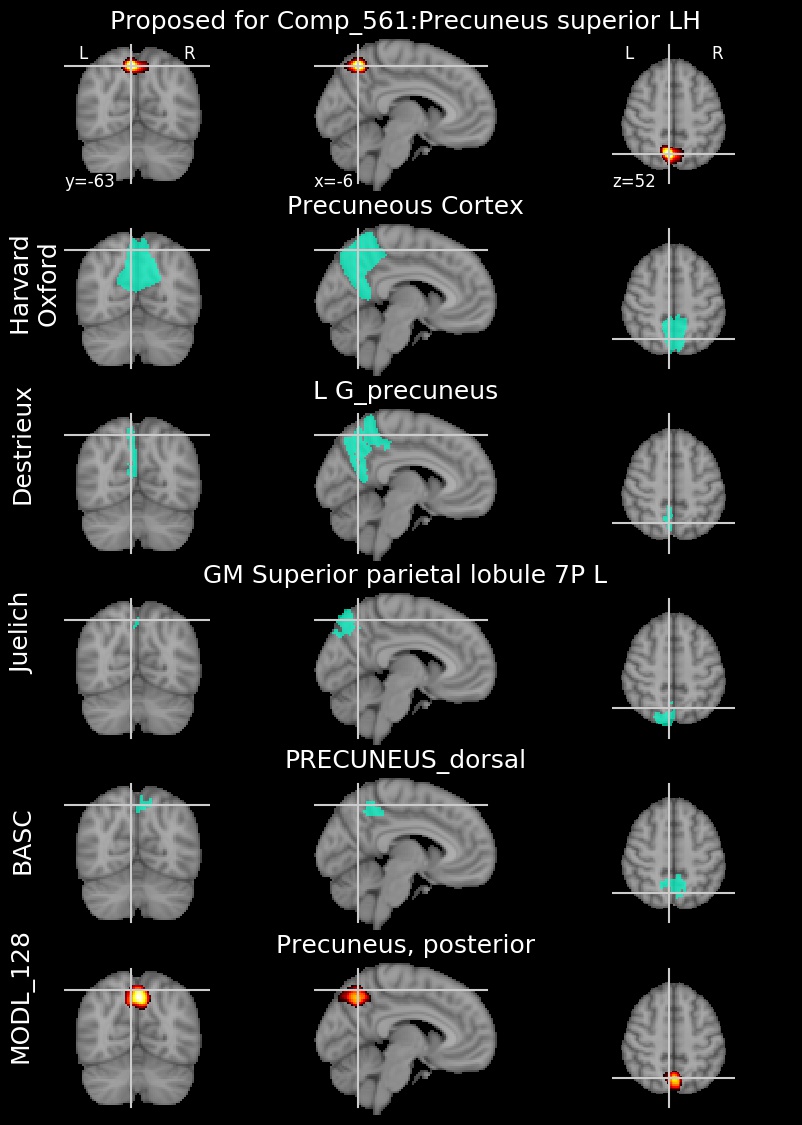 Proposed for Comp_561:Precuneus superior LH
L R
L R
y=-63
x=-6
z=52
Precuneous Cortex
Harvard
Oxford
L G_precuneus
Destrieux
GM Superior parietal lobule 7P L
Juelich
PRECUNEUS_dorsal
BASC
Precuneus, posterior
MODL_128